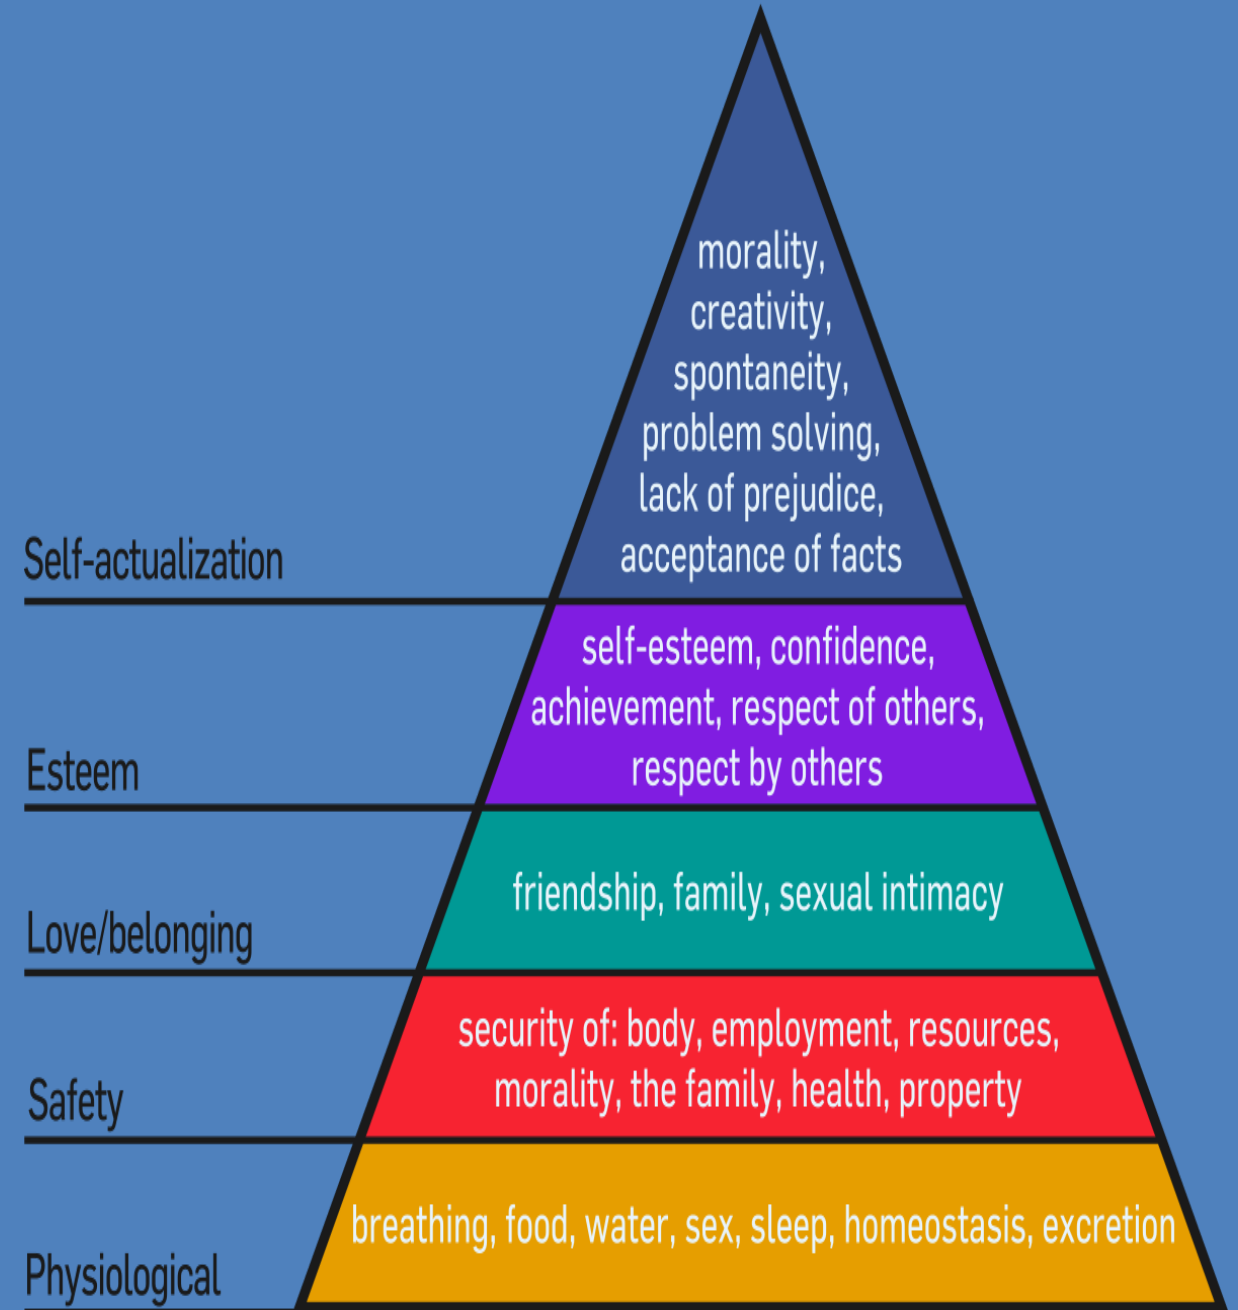 morality,
creativity,
spontaneity,
problem solving,
lack of prejudice,
acceptance of facts
Self-actualization
self-esteem, confidence,
achievement, respect of others,
respect by others
Esteem
friendship, family, sexual intimacy
Love/belonging
security of: body, employment, resources,
morality, the family, health, property
Safety
breathing, food, water, sex, sleep, homeostasis, excretion
Physiological